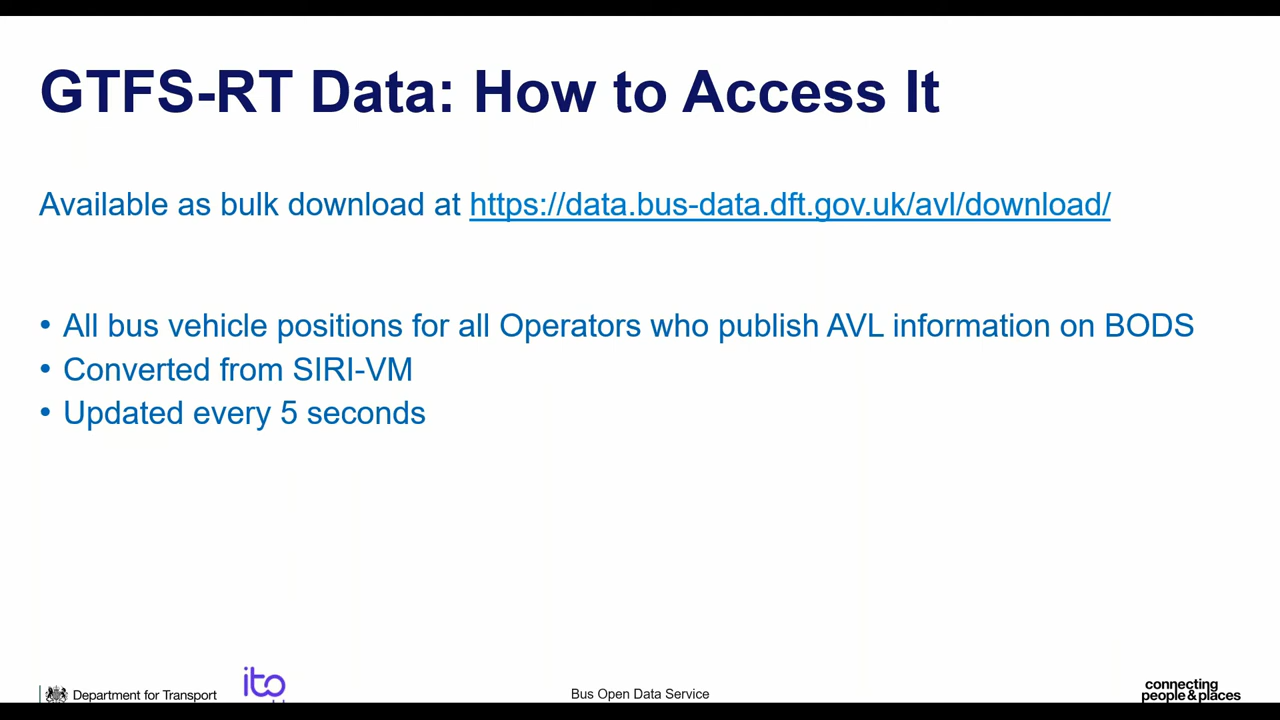 GTFS-RT Data: How to Access It
Available as bulk download at https://data.bus-data.dft.gov.uk/avl/download/
• All bus vehicle positions for all Operators who publish AVL information on BODS
• Converted from SIRI-VM
• Updated every 5 seconds
Department for Transport
ito
Bus Open Data Service
connecting
people & places